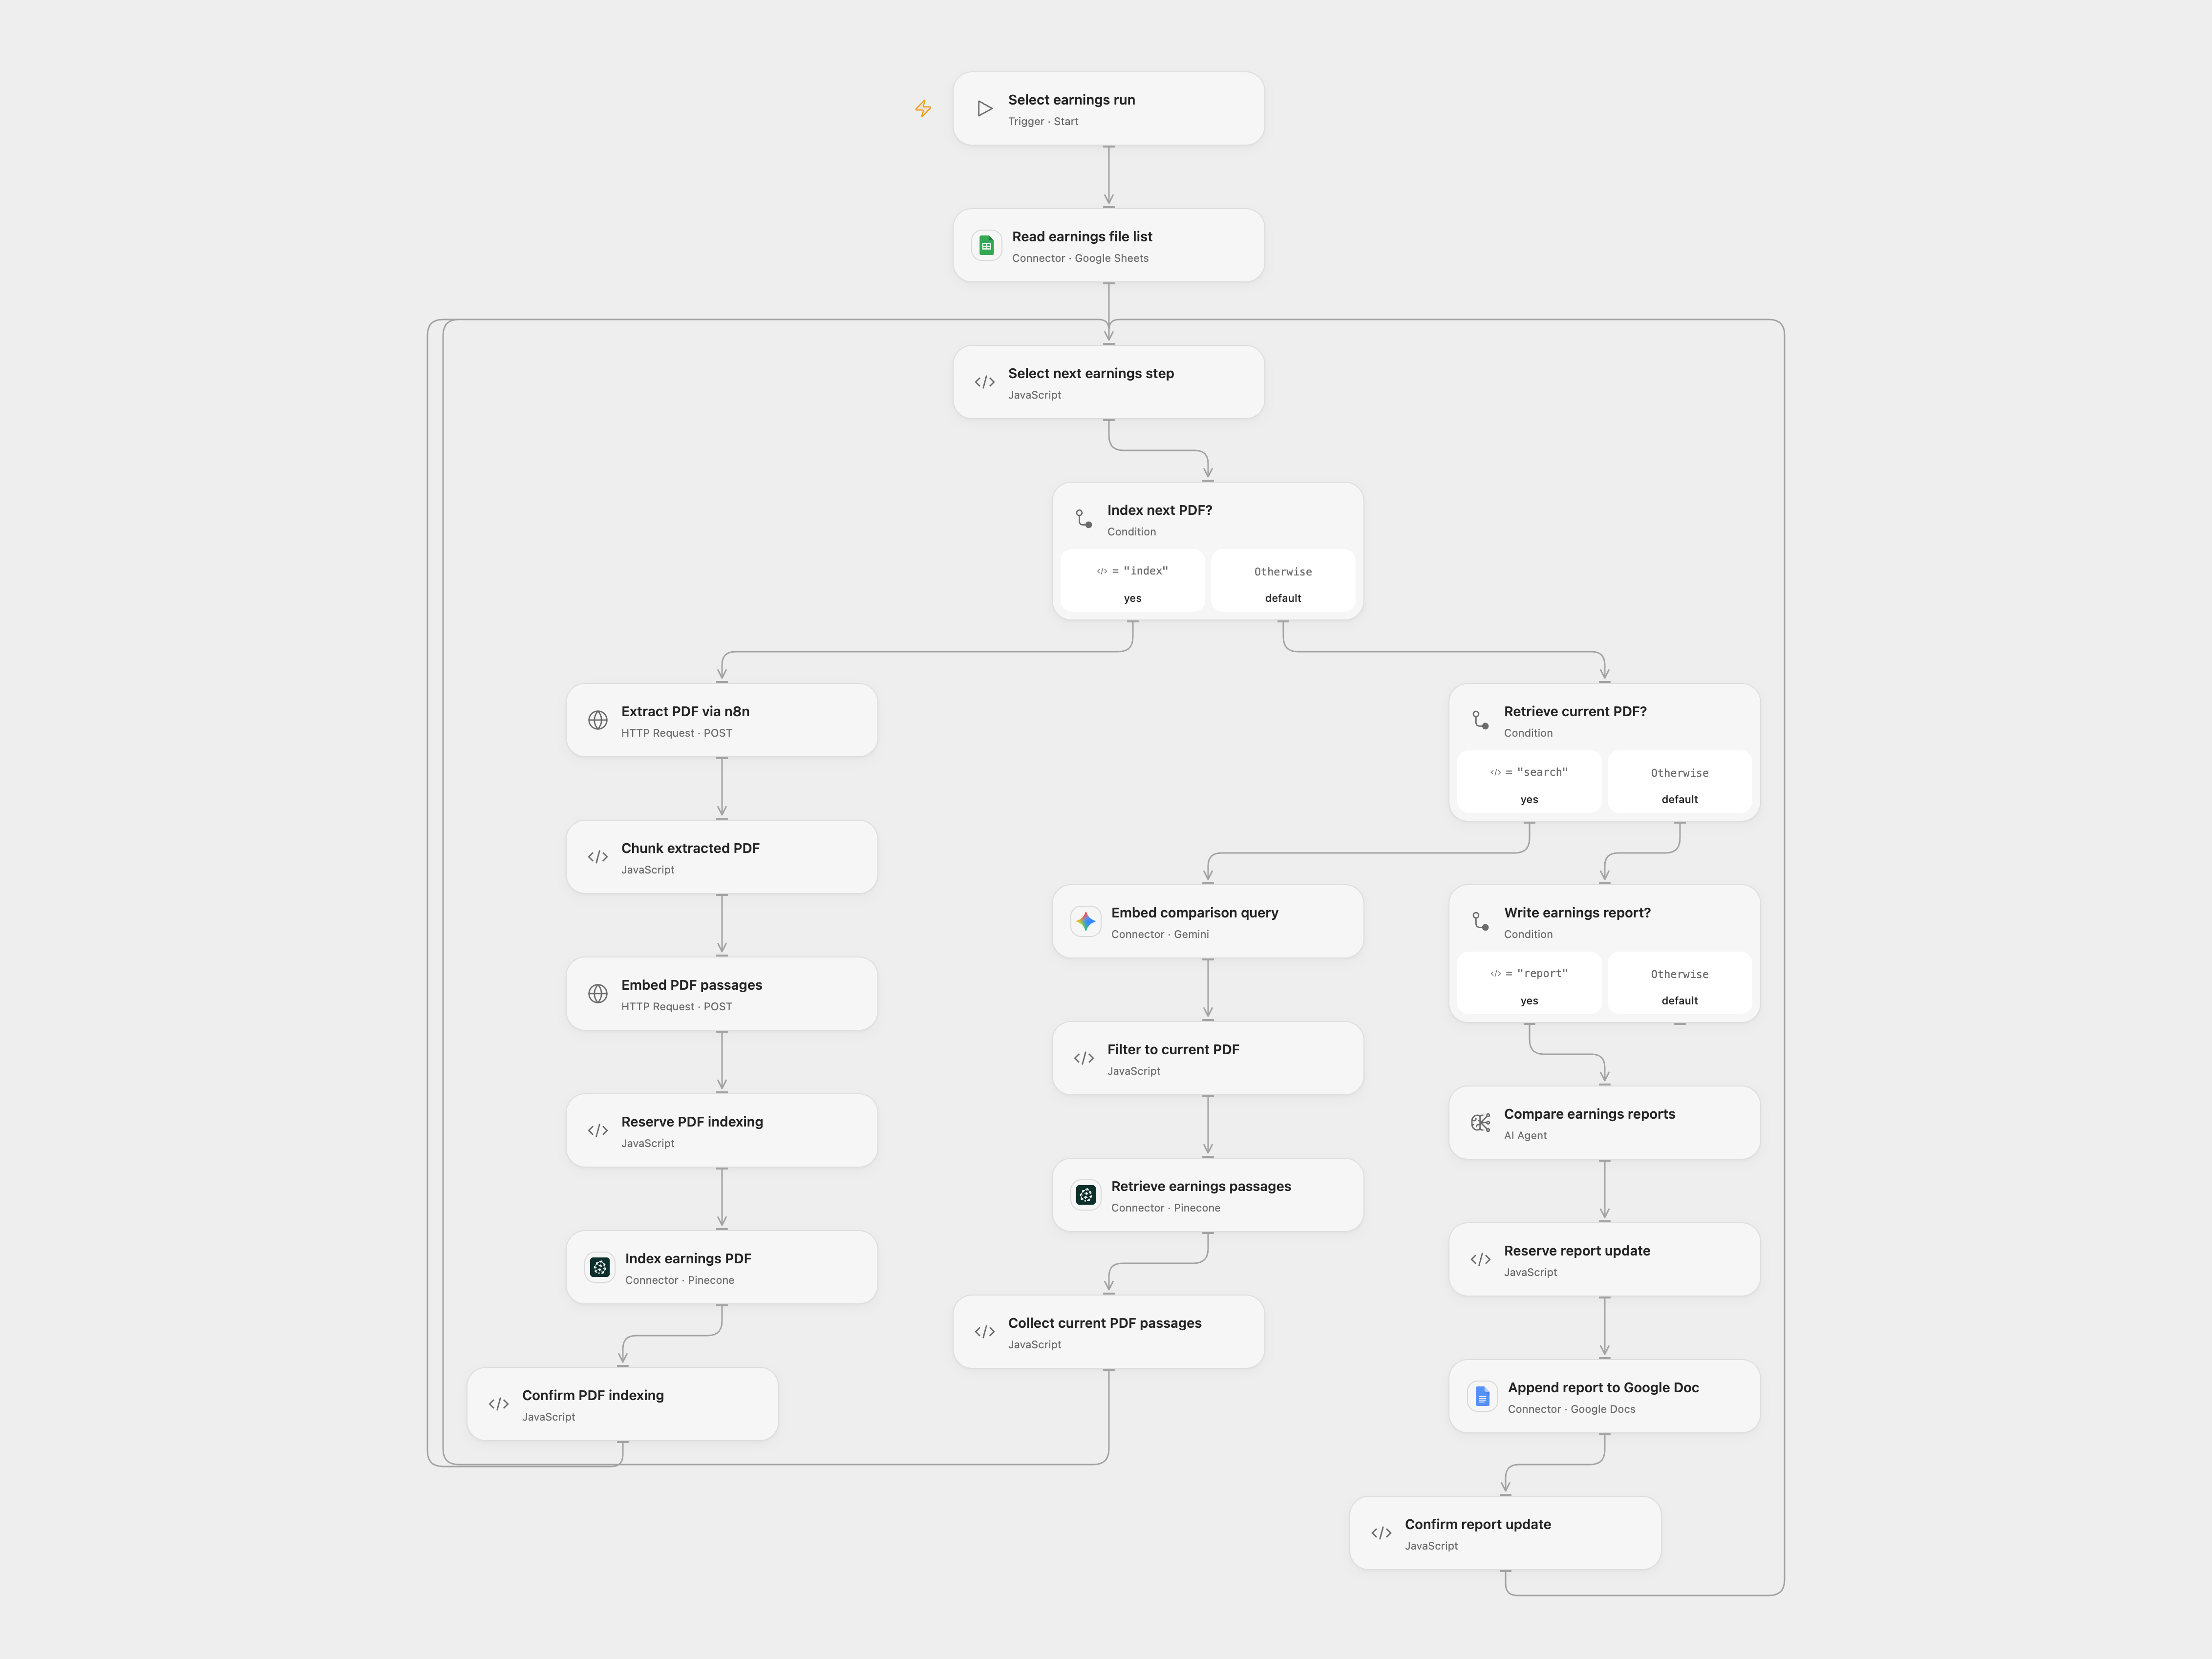 Select earnings run
Trigger · Start
Read earnings file list
Connector · Google Sheets
Select next earnings step
JavaScript
Index next PDF?
Condition
</> = "index"
yes
Otherwise
default
Extract PDF via n8n
HTTP Request · POST
Chunk extracted PDF
JavaScript
Embed PDF passages
HTTP Request · POST
Reserve PDF indexing
JavaScript
Index earnings PDF
Connector · Pinecone
Confirm PDF indexing
JavaScript
Retrieve current PDF?
Condition
</> = "search"
yes
Otherwise
default
Embed comparison query
Connector · Gemini
Filter to current PDF
JavaScript
Retrieve earnings passages
Connector · Pinecone
Collect current PDF passages
JavaScript
Write earnings report?
Condition
</> = "report"
yes
Otherwise
default
Compare earnings reports
AI Agent
Reserve report update
JavaScript
Append report to Google Doc
Connector · Google Docs
Confirm report update
JavaScript